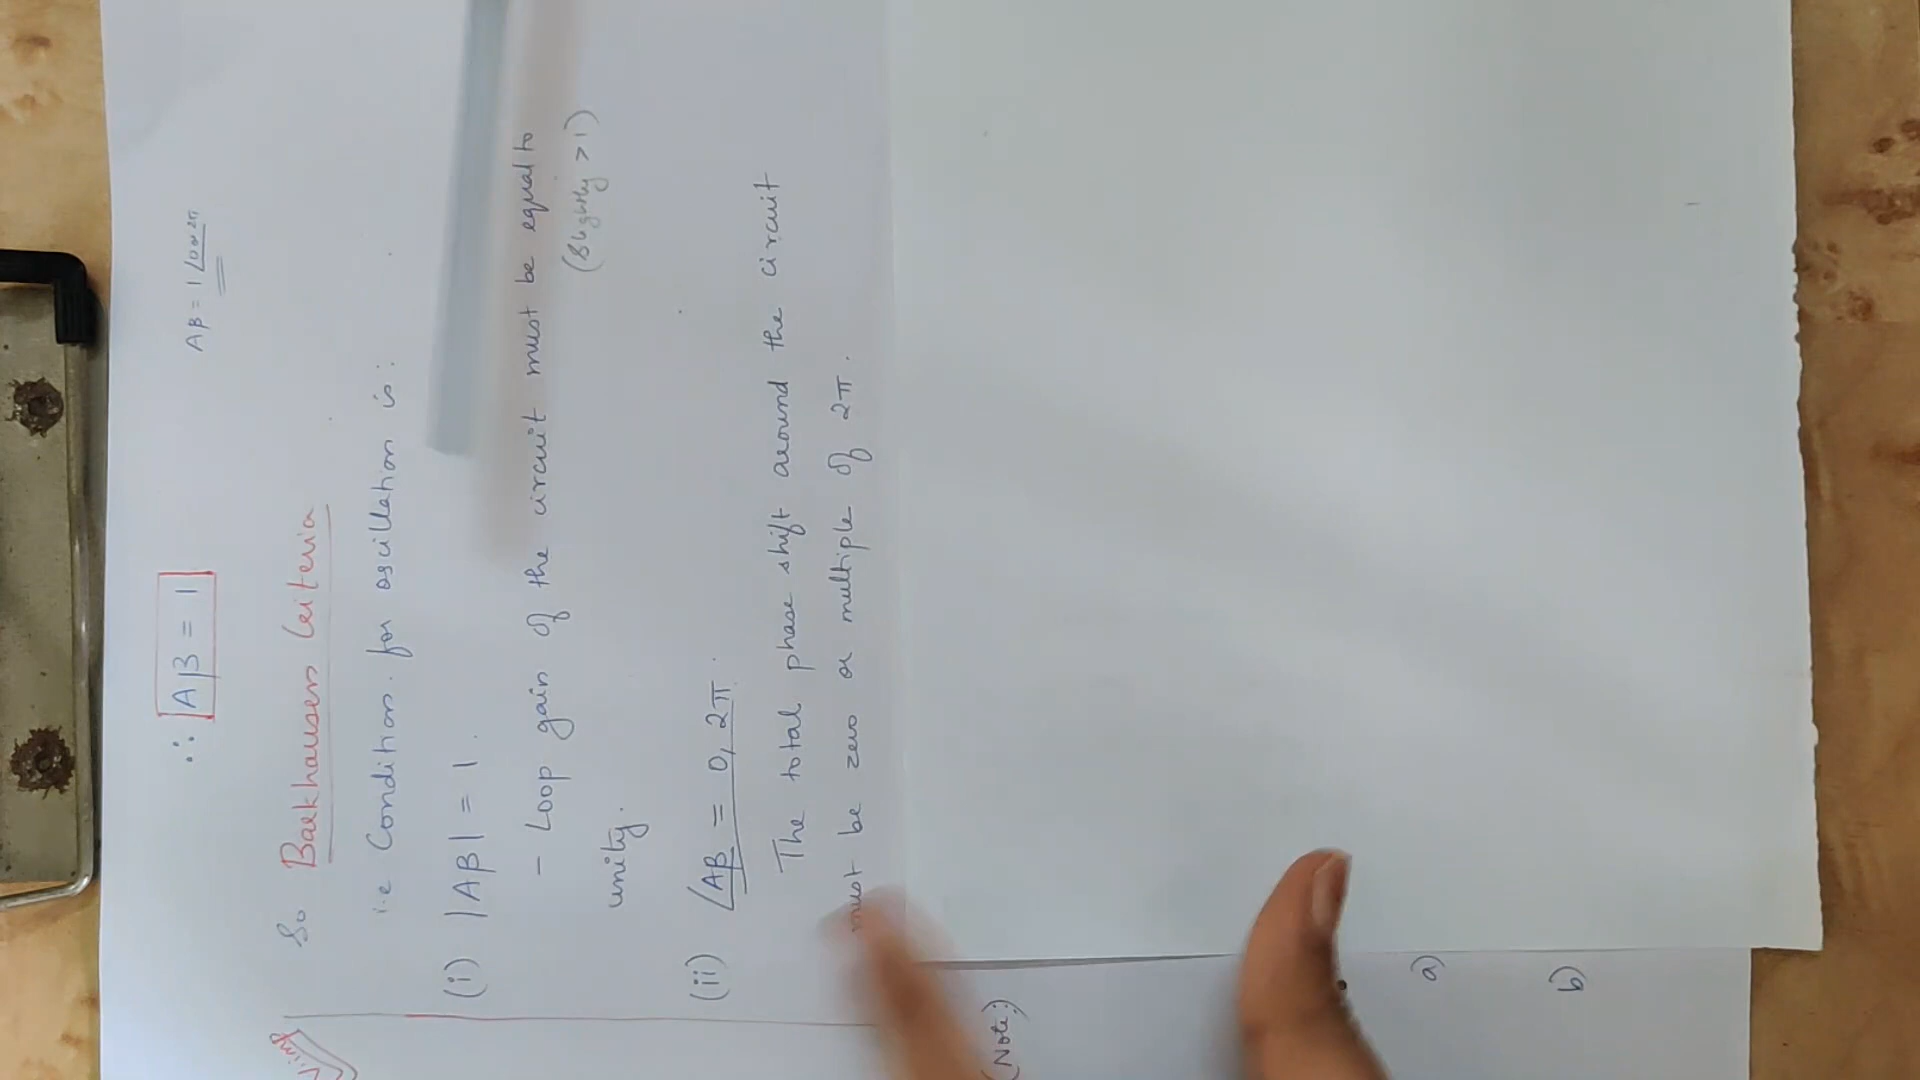 ∴ Aβ = 1
Aβ = 1 ∠0 or 2π
So Barkhausen Criteria
i.e Condition. for oscillation is:
(i) |Aβ| = 1.
- Loop gain of the circuit must be equal to
(Slightly > 1)
unity.
(ii) ∠Aβ = 0, 2π.
The total phase shift around the circuit
must be zero or multiple of 2π.
(Note:)
a)
b)